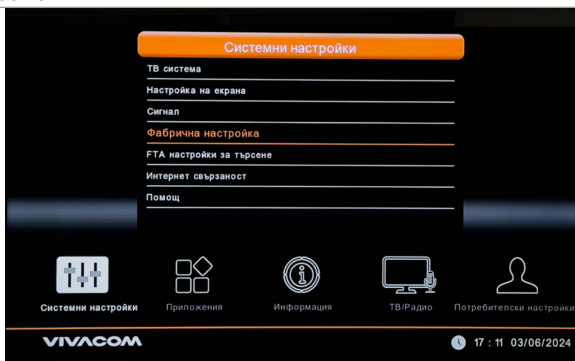 Системни настройки
ТВ система
Настройка на екрана
Сигнал
Фабрична настройка
FTA настройки за търсене
Интернет свързаност
Помощ
Системни настройки Приложения Информация ТВ/Радио Потребителски настройки
VIVACOM 17 : 11 03/06/2024